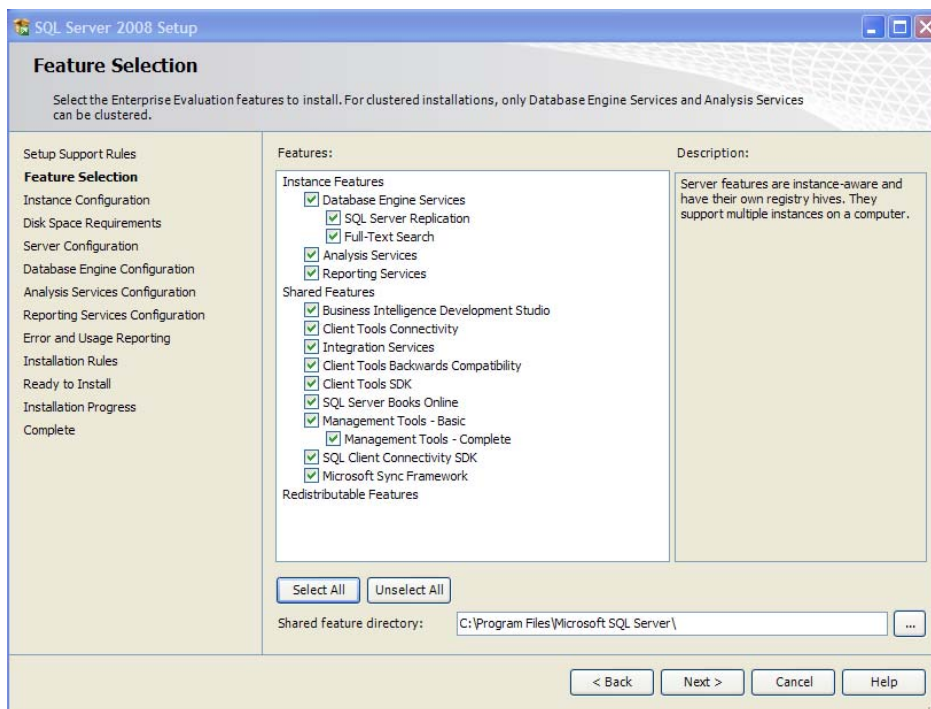 SQL Server 2008 Setup
Feature Selection
Select the Enterprise Evaluation features to install. For clustered installations, only Database Engine Services and Analysis Services
can be clustered.
Setup Support Rules
Feature Selection
Instance Configuration
Disk Space Requirements
Server Configuration
Database Engine Configuration
Analysis Services Configuration
Reporting Services Configuration
Error and Usage Reporting
Installation Rules
Ready to Install
Installation Progress
Complete
Features:
Instance Features
Database Engine Services
SQL Server Replication
Full-Text Search
Analysis Services
Reporting Services
Shared Features
Business Intelligence Development Studio
Client Tools Connectivity
Integration Services
Client Tools Backwards Compatibility
Client Tools SDK
SQL Server Books Online
Management Tools - Basic
Management Tools - Complete
SQL Client Connectivity SDK
Microsoft Sync Framework
Redistributable Features
Description:
Server features are instance-aware and
have their own registry hives. They
support multiple instances on a computer.
Select All
Unselect All
Shared feature directory:
C:\Program Files\Microsoft SQL Server\
...
< Back
Next >
Cancel
Help